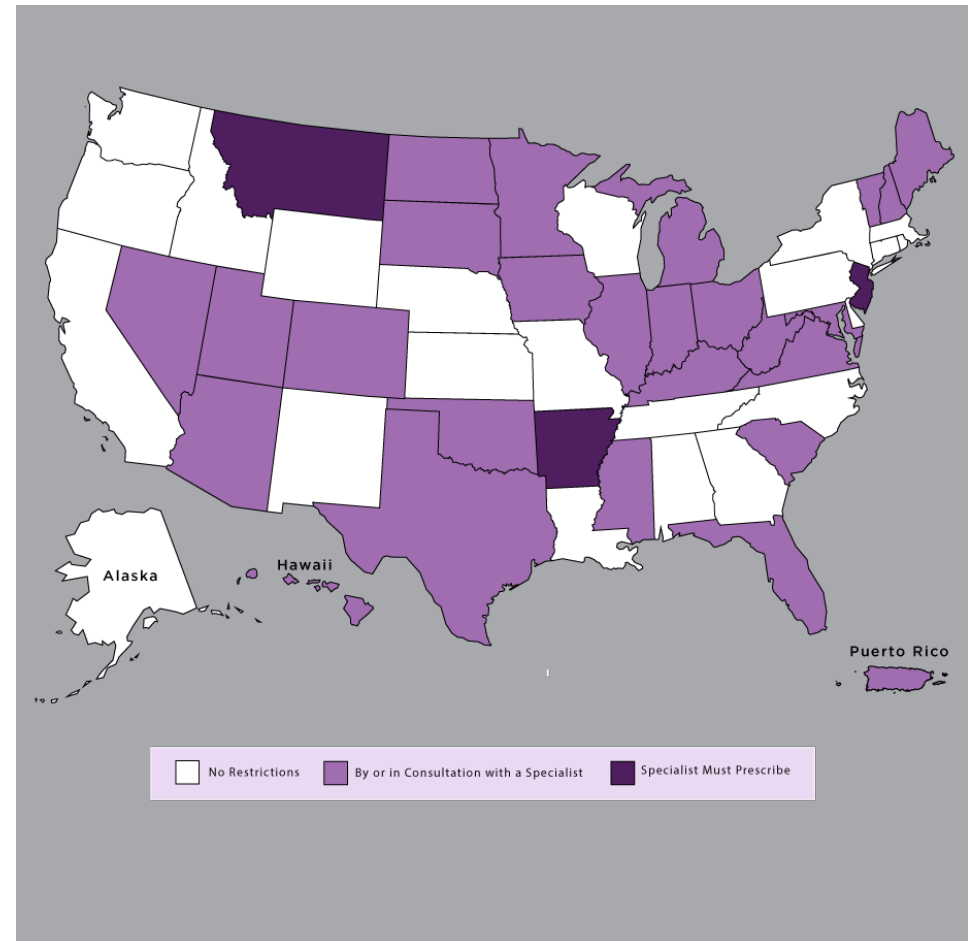 Alaska
Hawaii
Puerto Rico
No Restrictions
By or in Consultation with a Specialist
Specialist Must Prescribe